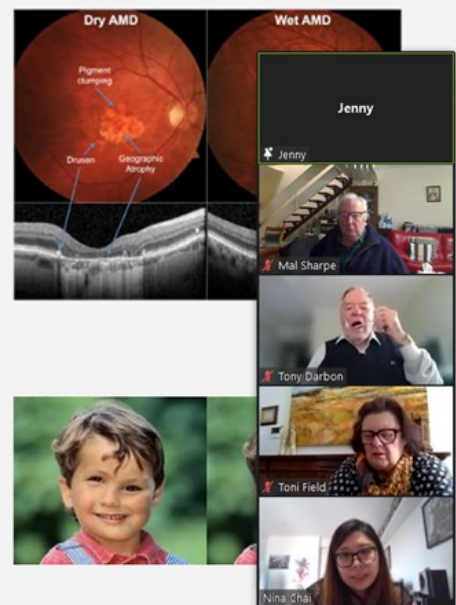 Dry AMD
Wet AMD
Pigment
clumping
Drusen
Geographic
Atrophy
Jenny
Jenny
Mal Sharpe
Tony Darbon
Toni Field
Nina Chai